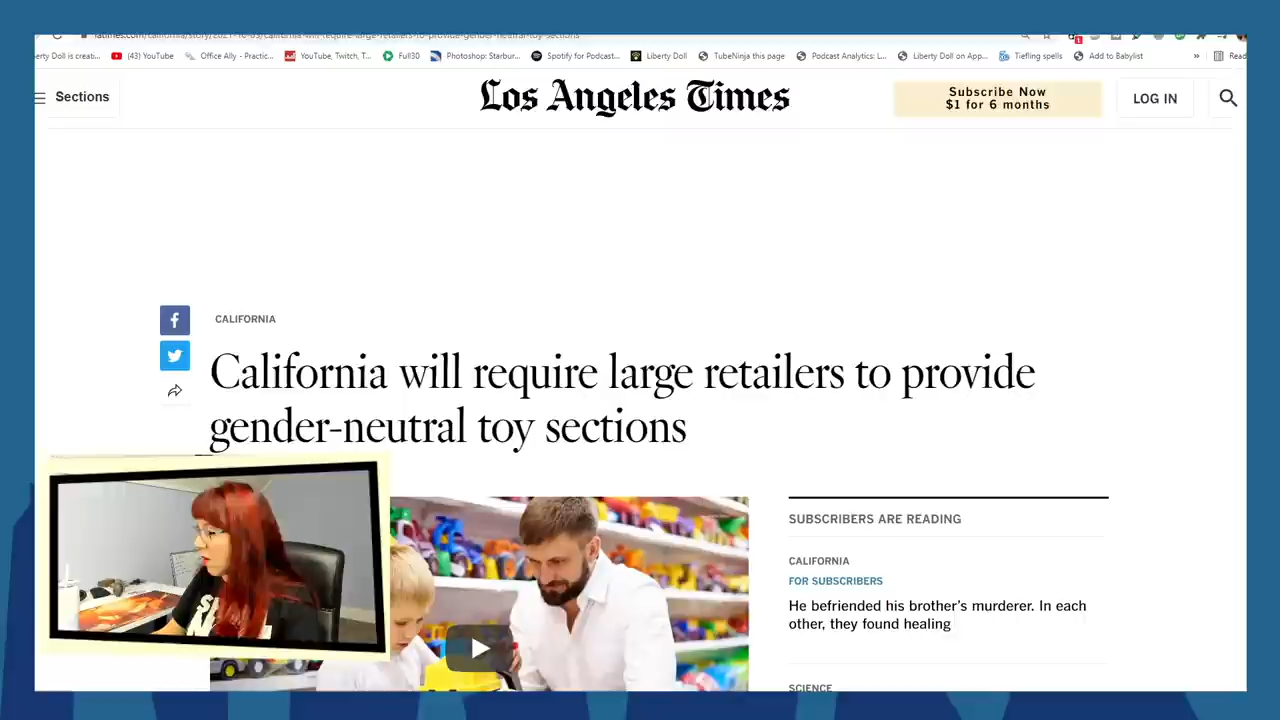 latimes.com/california/story/2021-10-09/california-will-require-large-retailers-to-provide-gender-neutral-toy-sections
erty Doll is creati... (43) YouTube Office Ally - Practic... YouTube, Twitch, T... Full30 Photoshop: Starbur... Spotify for Podcast... Liberty Doll TubeNinja this page Podcast Analytics: L... Liberty Doll on App... Tiefling spells Add to Babylist » Read
Sections
Los Angeles Times
Subscribe Now
$1 for 6 months
LOG IN
CALIFORNIA
California will require large retailers to provide
gender-neutral toy sections
SUBSCRIBERS ARE READING
CALIFORNIA
FOR SUBSCRIBERS
He befriended his brother's murderer. In each
other, they found healing
SCIENCE